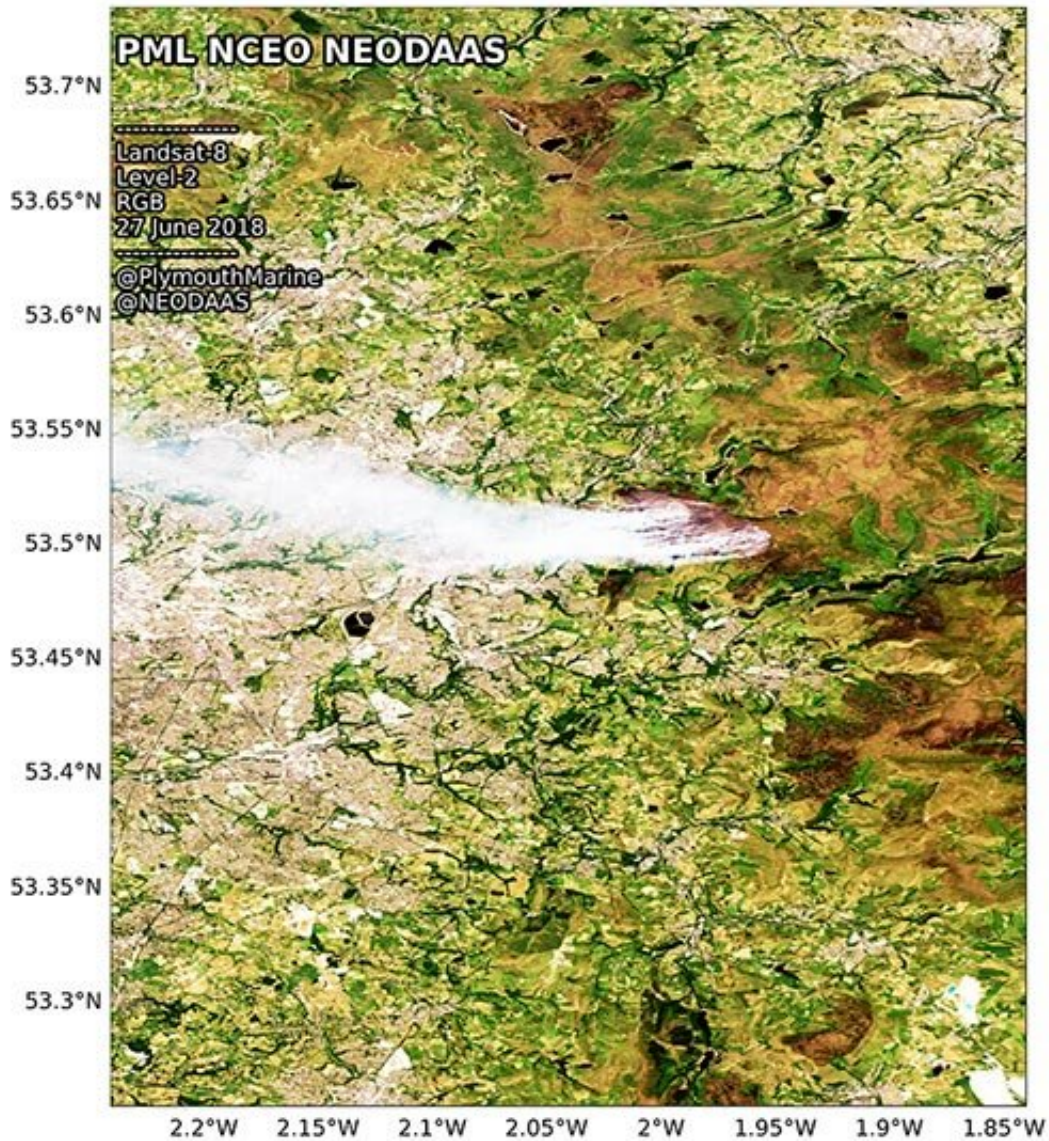 PML NCEO NEODAAS
53.7°N
----------------
Landsat-8
Level-2
53.65°N
RGB
27 June 2018
----------------
@PlymouthMarine
@NEODAAS
53.6°N
53.55°N
53.5°N
53.45°N
53.4°N
53.35°N
53.3°N
2.2°W 2.15°W 2.1°W 2.05°W 2°W 1.95°W 1.90°W 1.85°W